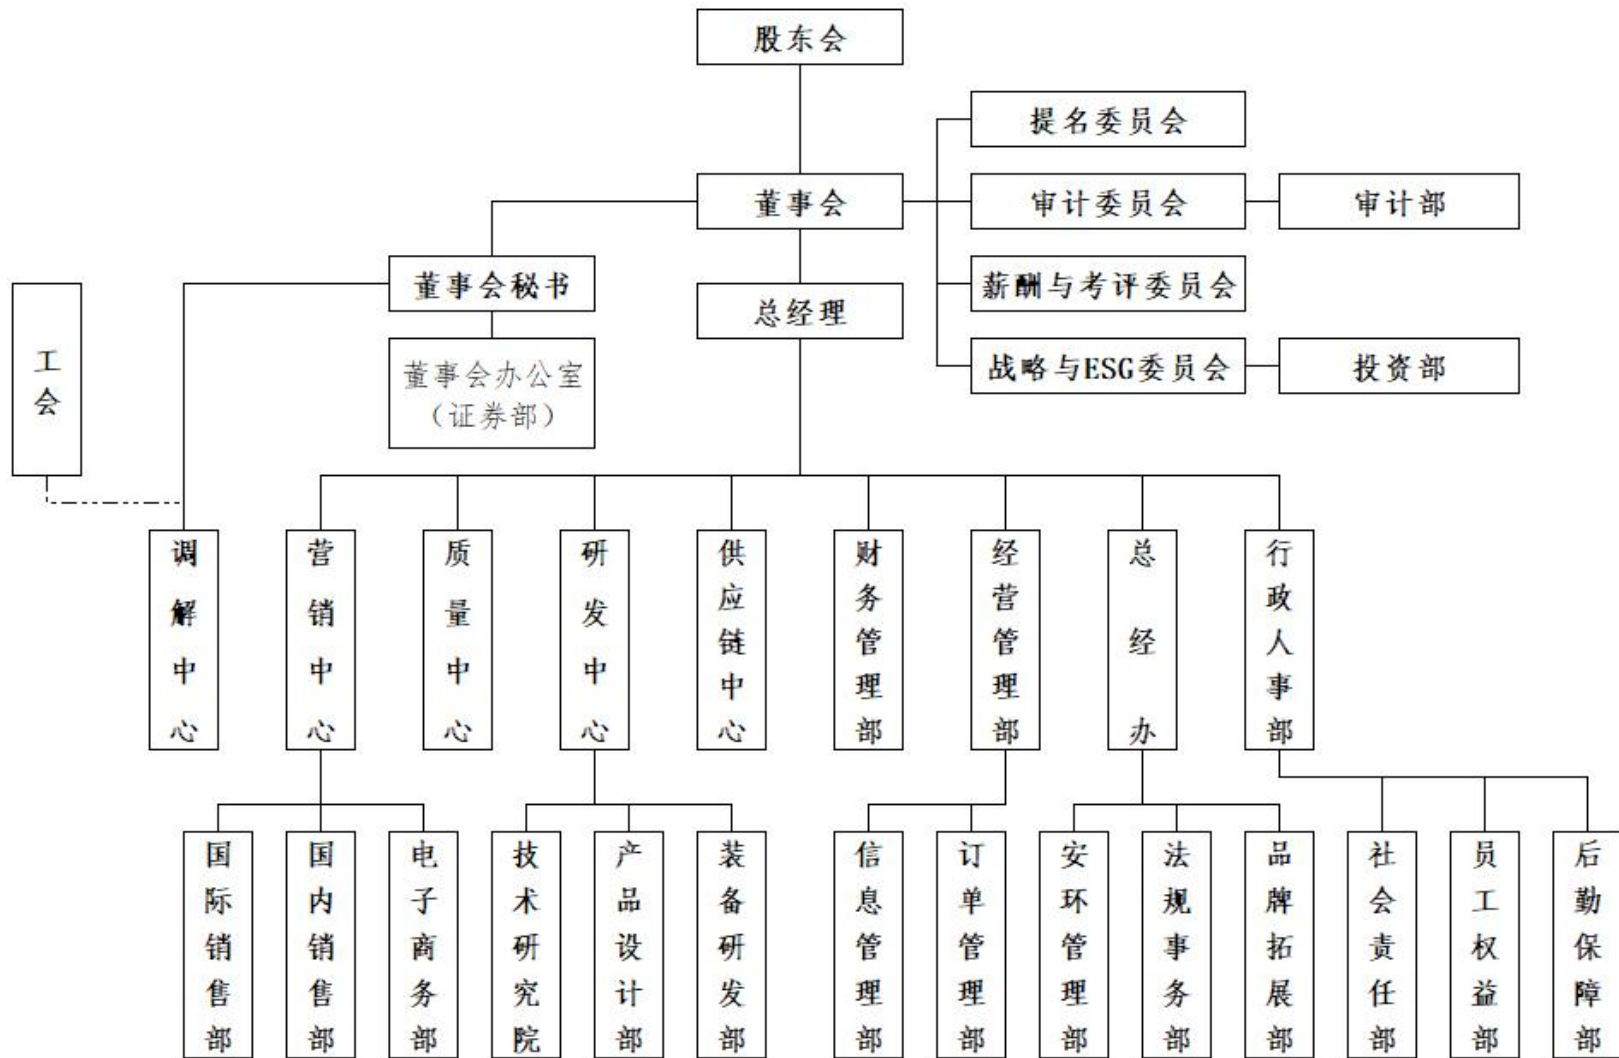 股东会
提名委员会
董事会
审计委员会
审计部
董事会秘书
薪酬与考评委员会
总经理
工会
董事会办公室
（证券部）
战略与ESG委员会
投资部
调解中心
营销中心
质量中心
研发中心
供应链中心
财务管理部
经营管理部
总经办
行政人事部
国际销售部
国内销售部
电子商务部
技术研究院
产品设计部
装备研发部
信息管理部
订单管理部
安环管理部
法规事务部
品牌拓展部
社会责任部
员工权益部
后勤保障部